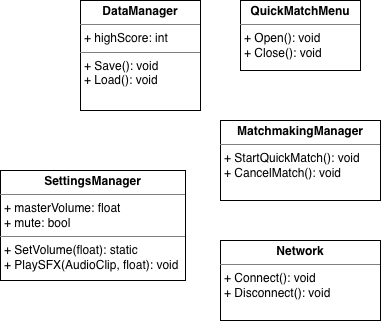 DataManager
+ highScore: int
+ Save(): void
+ Load(): void
QuickMatchMenu
+ Open(): void
+ Close(): void
MatchmakingManager
+ StartQuickMatch(): void
+ CancelMatch(): void
SettingsManager
+ masterVolume: float
+ mute: bool
+ SetVolume(float): static
+ PlaySFX(AudioClip, float): void
Network
+ Connect(): void
+ Disconnect(): void